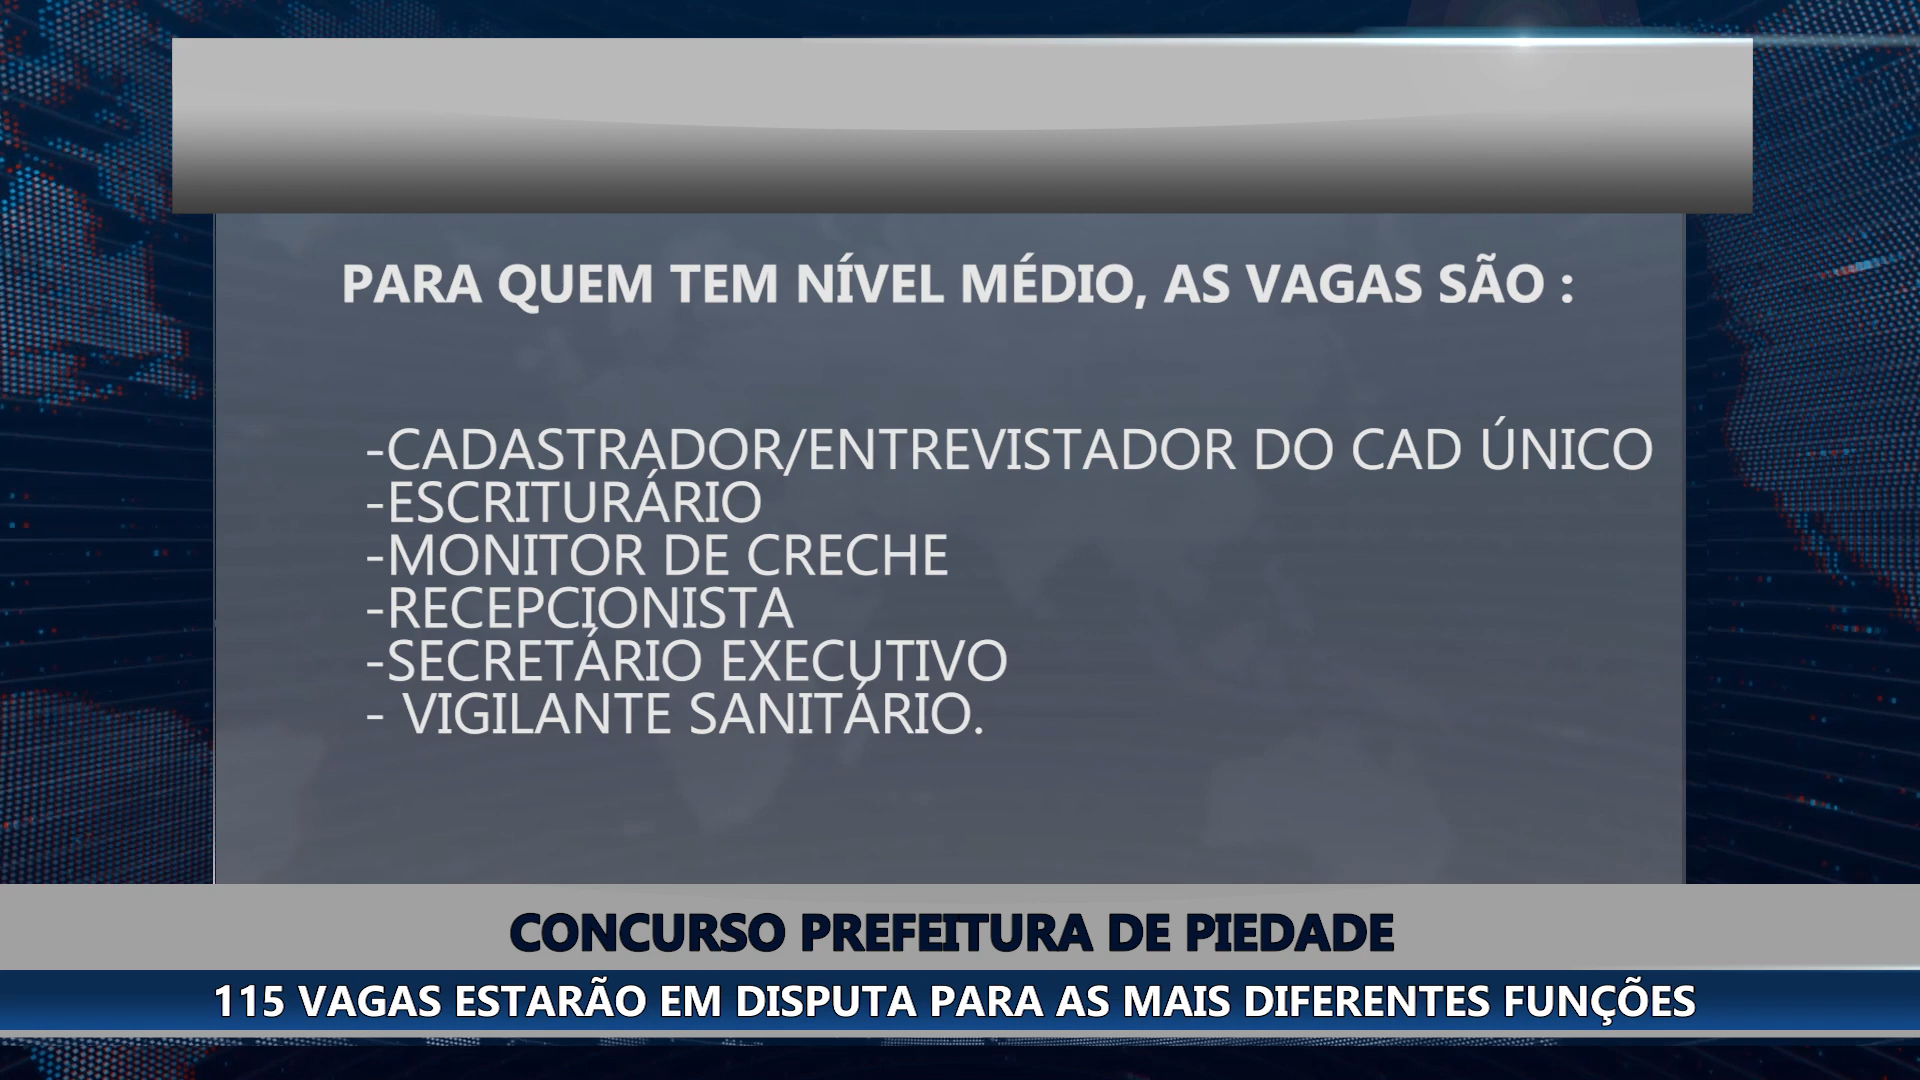 PARA QUEM TEM NÍVEL MÉDIO, AS VAGAS SÃO :
-CADASTRADOR/ENTREVISTADOR DO CAD ÚNICO
-ESCRITURÁRIO
-MONITOR DE CRECHE
-RECEPCIONISTA
-SECRETÁRIO EXECUTIVO
- VIGILANTE SANITÁRIO.
CONCURSO PREFEITURA DE PIEDADE
115 VAGAS ESTARÃO EM DISPUTA PARA AS MAIS DIFERENTES FUNÇÕES